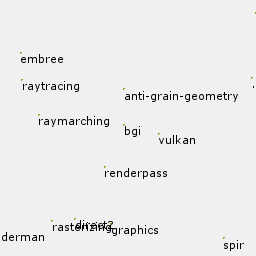 embree
raytracing
anti-grain-geometry
raymarching
bgi
vulkan
renderpass
graphics
derman
spir